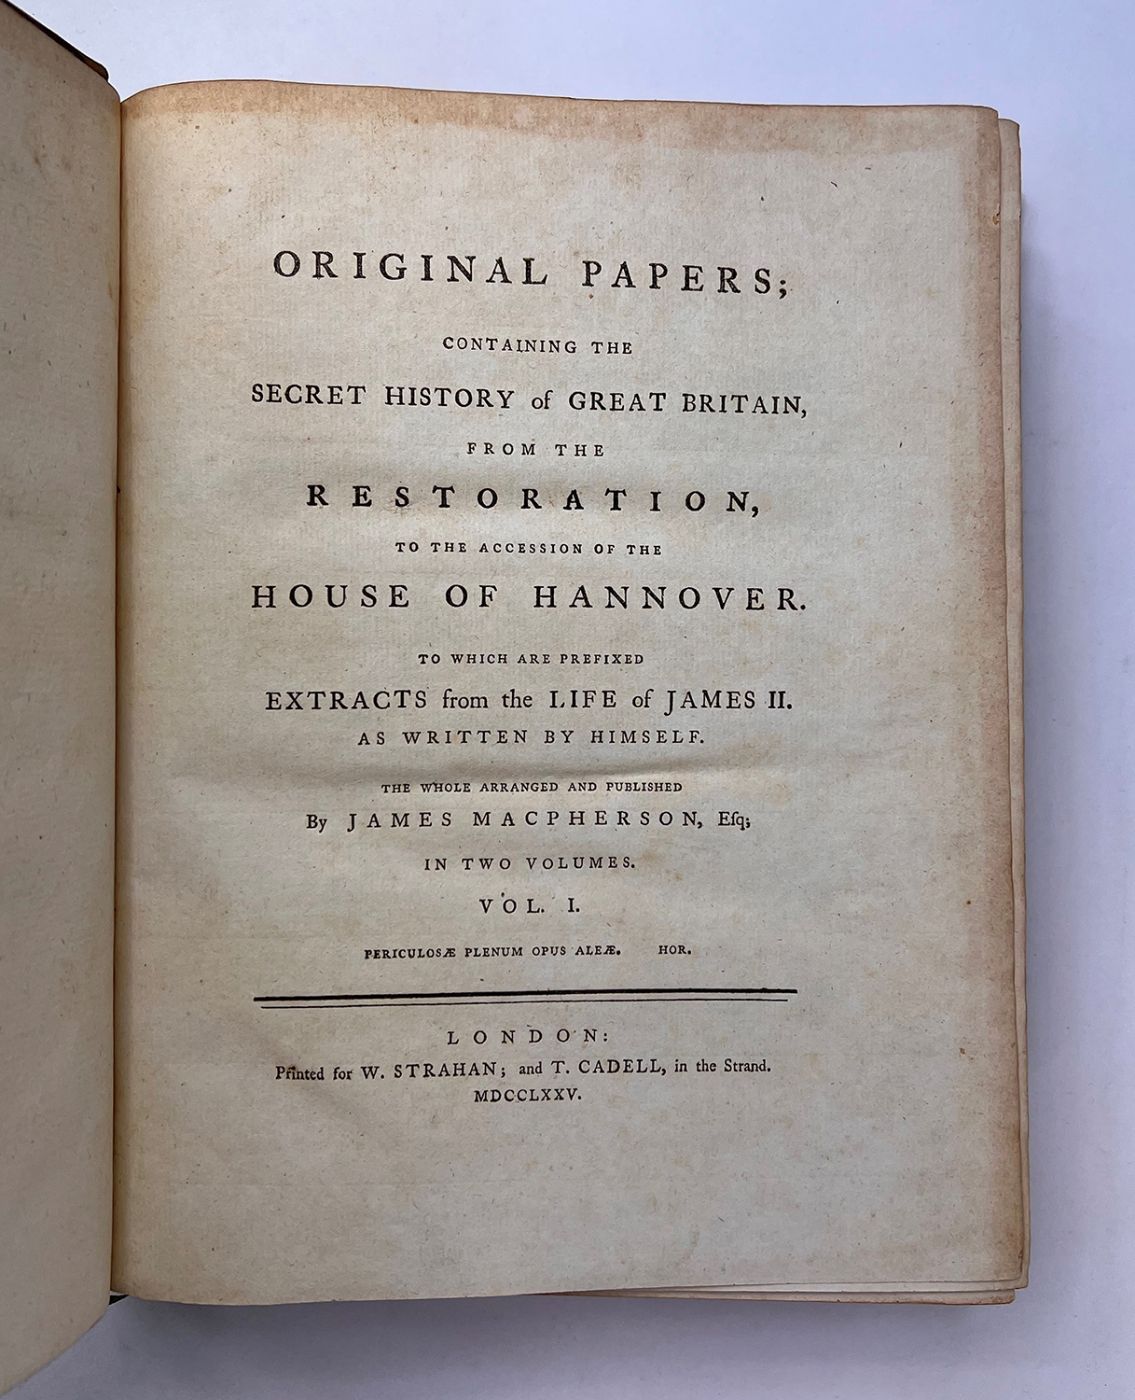 ORIGINAL PAPERS;
CONTAINING THE
SECRET HISTORY of GREAT BRITAIN,
FROM THE
RESTORATION,
TO THE ACCESSION OF THE
HOUSE OF HANNOVER.
TO WHICH ARE PREFIXED
EXTRACTS from the LIFE of JAMES II.
AS WRITTEN BY HIMSELF.
THE WHOLE ARRANGED AND PUBLISHED
By JAMES MACPHERSON, Eſq;
IN TWO VOLUMES.
VOL. I.
PERICULOSÆ PLENUM OPUS ALEÆ. HOR.
LONDON:
Printed for W. STRAHAN; and T. CADELL, in the Strand.
MDCCLXXV.